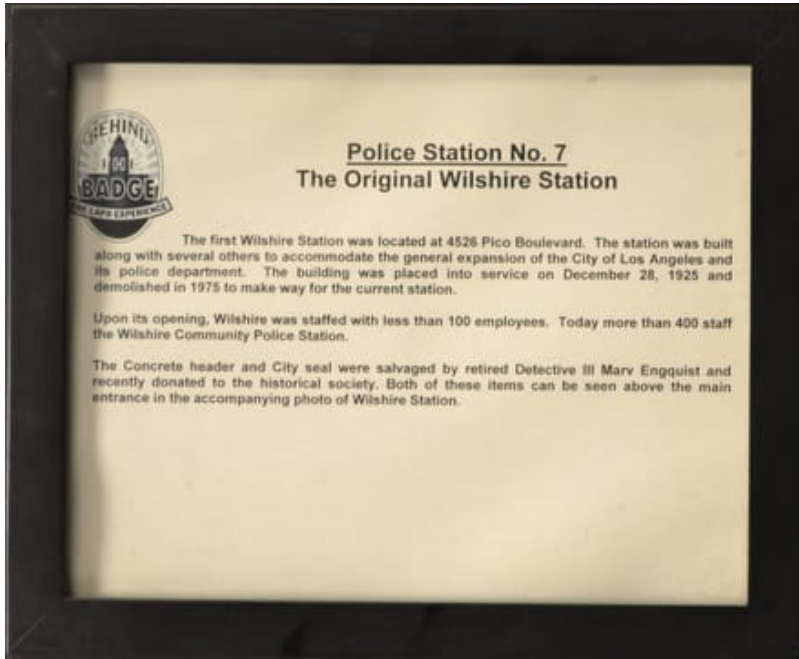 BEHIND
BADGE
THE LAPD EXPERIENCE
Police Station No. 7
The Original Wilshire Station
The first Wilshire Station was located at 4526 Pico Boulevard. The station was built
along with several others to accommodate the general expansion of the City of Los Angeles and
its police department. The building was placed into service on December 28, 1925 and
demolished in 1975 to make way for the current station.
Upon its opening, Wilshire was staffed with less than 100 employees. Today more than 400 staff
the Wilshire Community Police Station.
The Concrete header and City seal were salvaged by retired Detective III Marv Engquist and
recently donated to the historical society. Both of these items can be seen above the main
entrance in the accompanying photo of Wilshire Station.